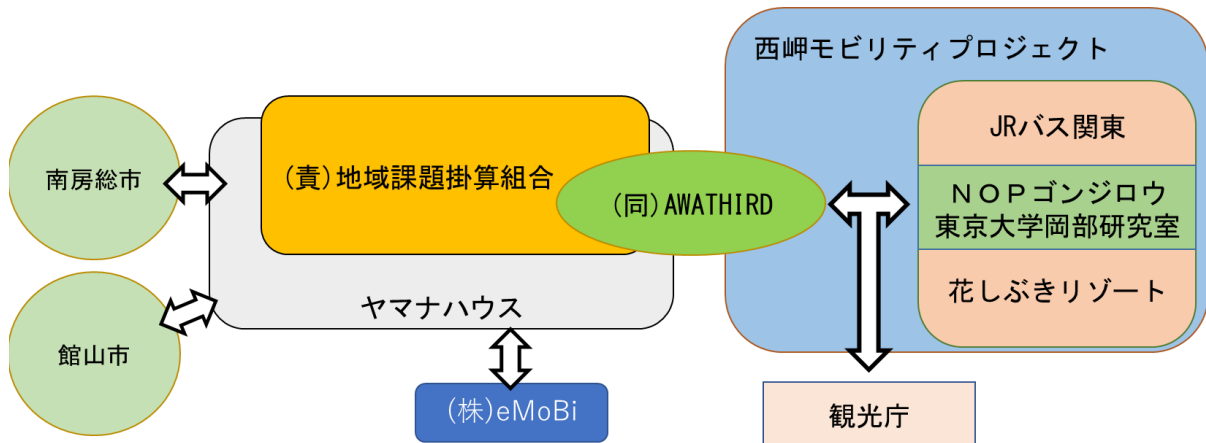 西岬モビリティプロジェクト
JRバス関東
南房総市
(責)地域課題掛算組合
(同)AWATHIRD
ＮＯＰゴンジロウ
東京大学岡部研究室
花しぶきリゾート
ヤマナハウス
館山市
(株)eMoBi
観光庁